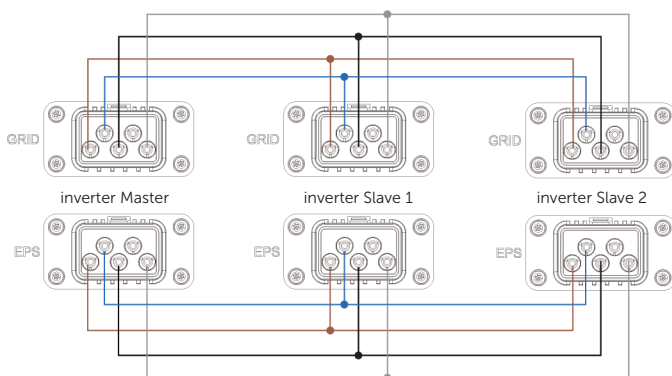 GRID
GRID
GRID
inverter Master
inverter Slave 1
inverter Slave 2
EPS
EPS
EPS